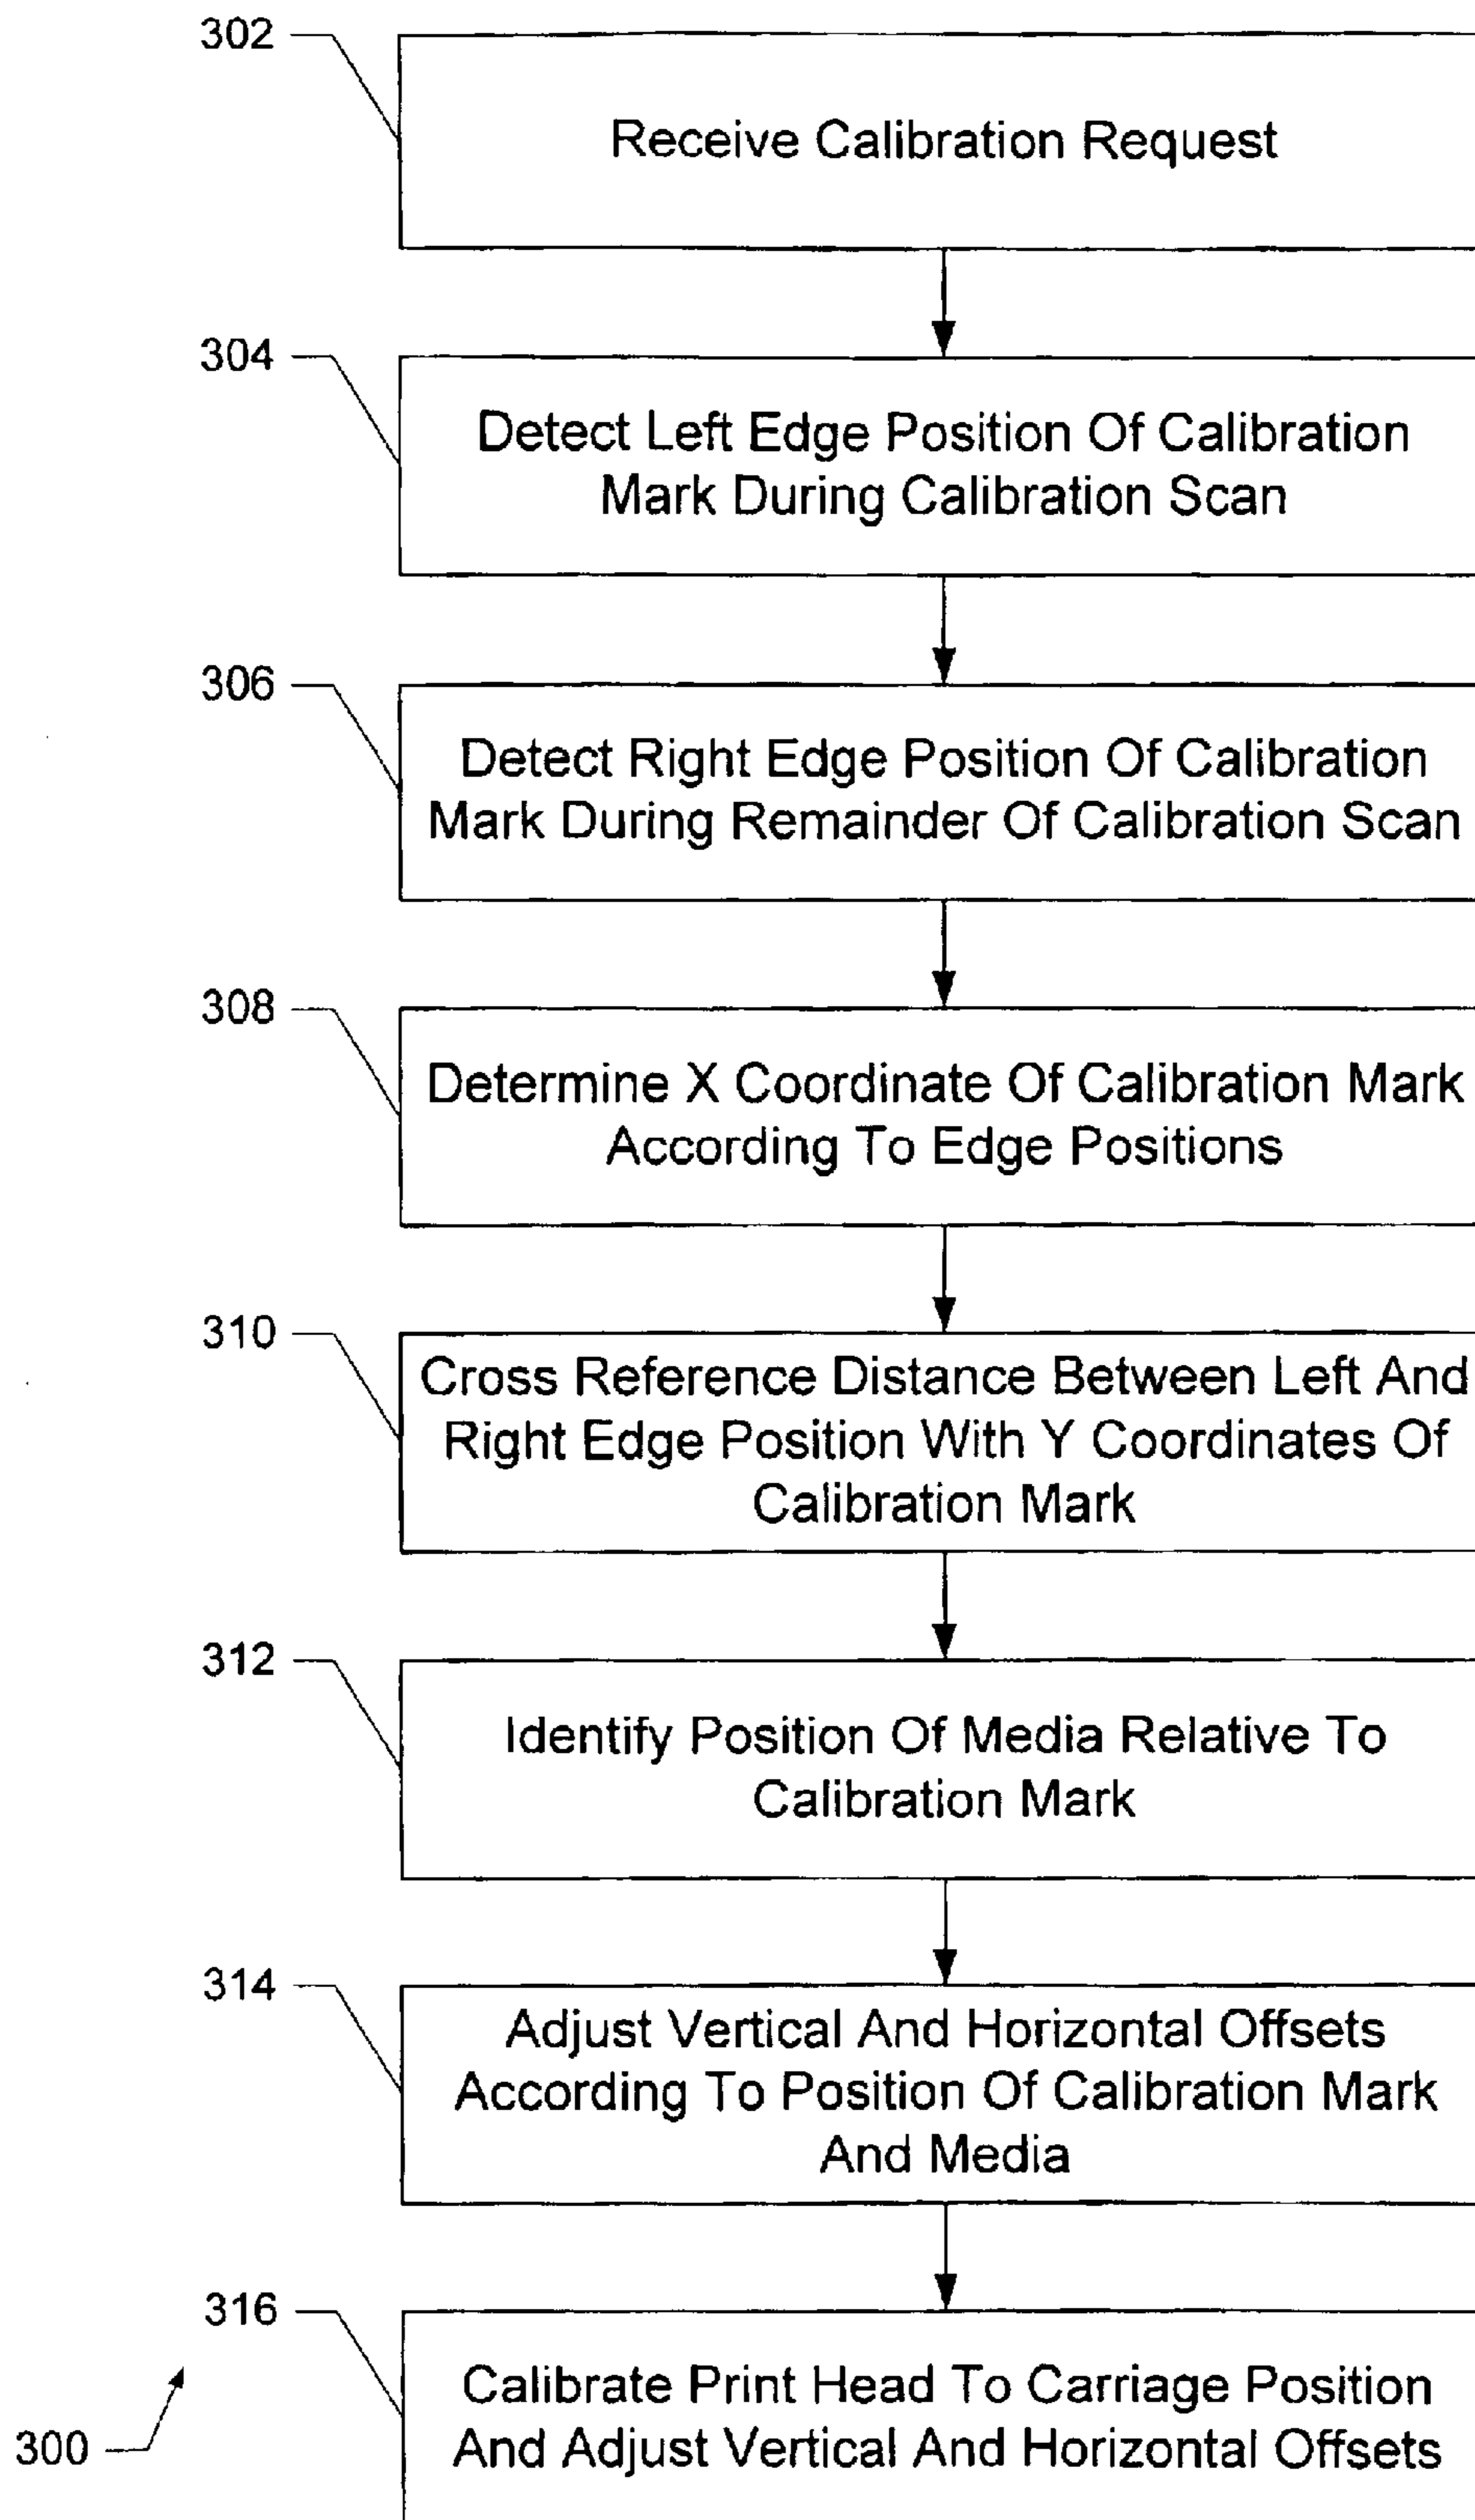 302
Receive Calibration Request
304
Detect Left Edge Position Of Calibration
Mark During Calibration Scan
306
Detect Right Edge Position Of Calibration
Mark During Remainder Of Calibration Scan
308
Determine X Coordinate Of Calibration Mark
According To Edge Positions
310
Cross Reference Distance Between Left And
Right Edge Position With Y Coordinates Of
Calibration Mark
312
Identify Position Of Media Relative To
Calibration Mark
314
Adjust Vertical And Horizontal Offsets
According To Position Of Calibration Mark
And Media
316
Calibrate Print Head To Carriage Position
And Adjust Vertical And Horizontal Offsets
300